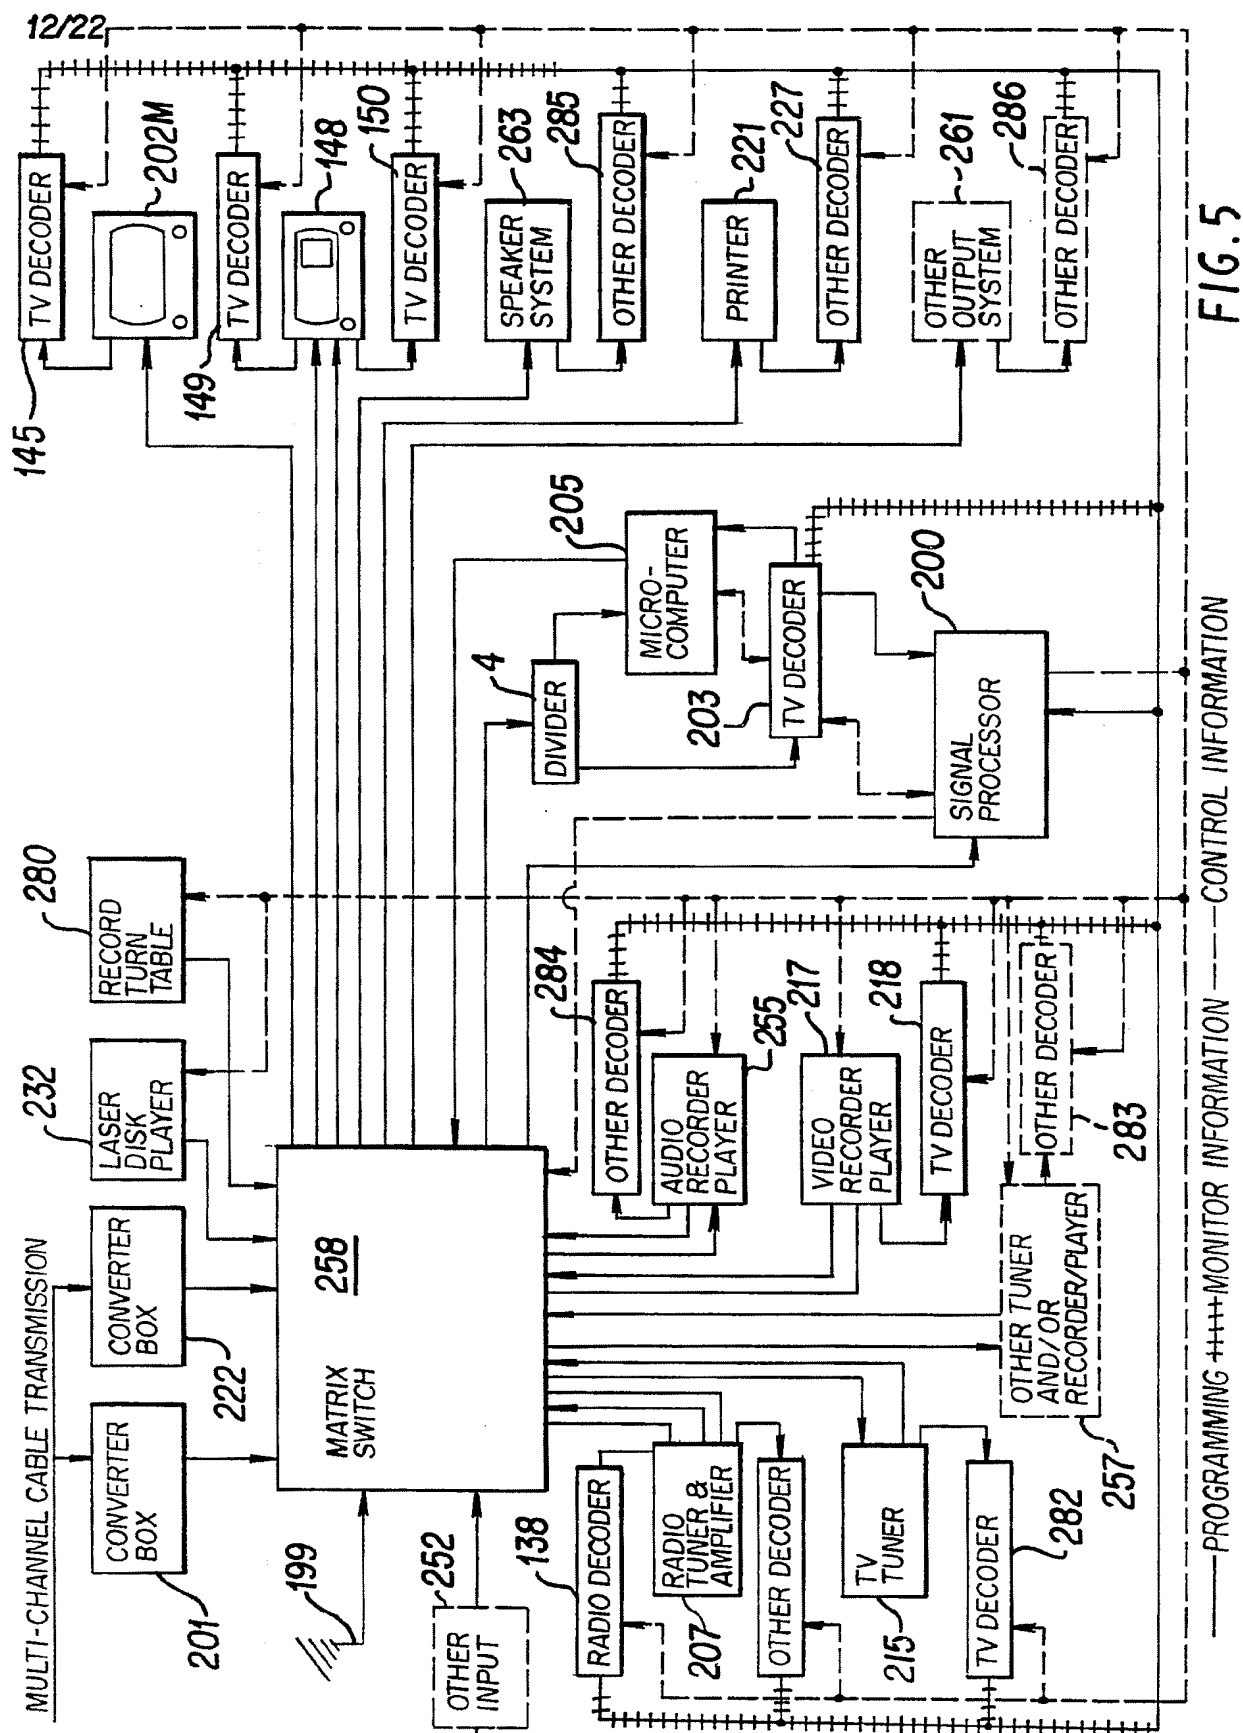 12/22
MULTI-CHANNEL CABLE TRANSMISSION
201
CONVERTER
BOX
222
CONVERTER
BOX
232
LASER
DISK
PLAYER
280
RECORD
TURN
TABLE
199
252
OTHER
INPUT
MATRIX
SWITCH
258
138
RADIO DECODER
207
RADIO
TUNER &
AMPLIFIER
OTHER DECODER
215
TV
TUNER
TV DECODER
282
OTHER TUNER
AND/OR
RECORDER/PLAYER
257
OTHER DECODER
283
284
OTHER DECODER
AUDIO
RECORDER
PLAYER
255
VIDEO
RECORDER
PLAYER
217
TV DECODER
218
DIVIDER
4
MICRO-
COMPUTER
205
203
TV DECODER
SIGNAL
PROCESSOR
200
145
TV DECODER
202M
149
TV DECODER
148
TV DECODER
150
SPEAKER
SYSTEM
263
OTHER DECODER
285
PRINTER
221
OTHER DECODER
227
OTHER
OUTPUT
SYSTEM
261
OTHER DECODER
286
PROGRAMMING MONITOR INFORMATION CONTROL INFORMATION
FIG.5